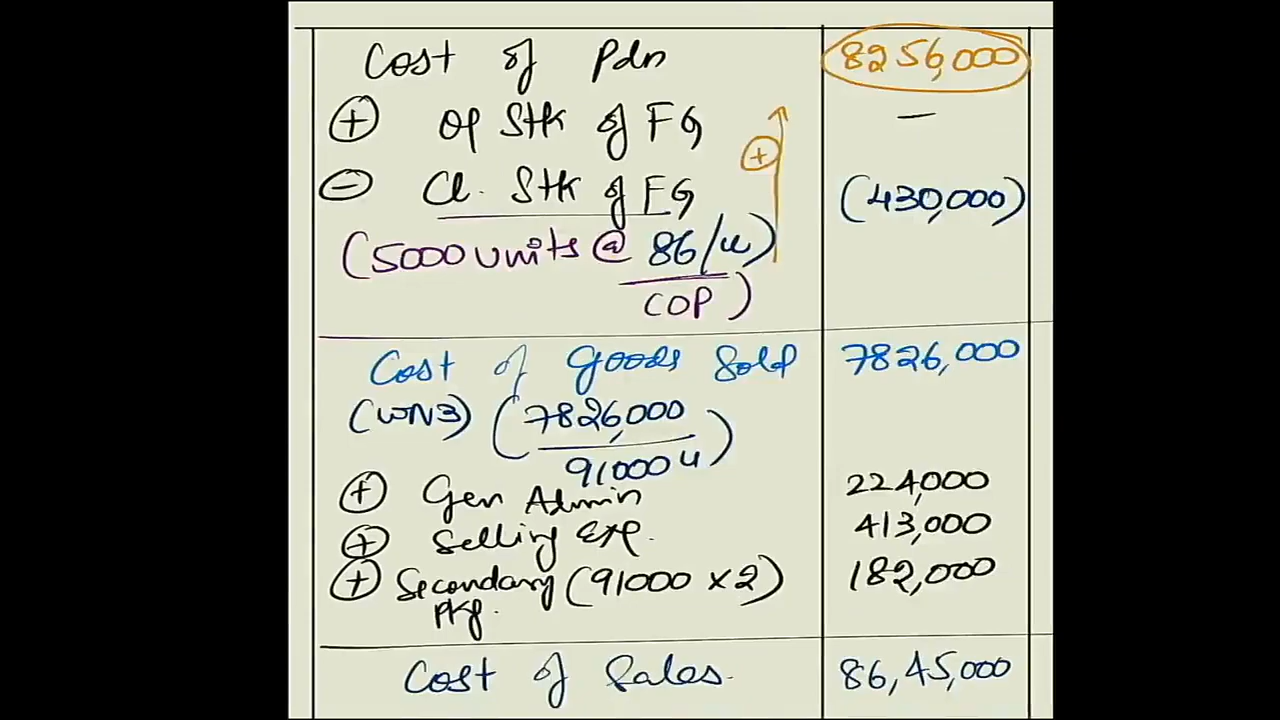 Cost of Pdn 8256,000
(+) Op Stk of FG —
(-) Cl. Stk of FG (430,000)
(+)
(5000 units @ 86/u)
COP)
Cost of Goods Sold 7826,000
(WN3) (7826,000
91000 u)
(+) Gen Admin 224,000
(+) Selling Exp. 413,000
(+) Secondary (91000 x 2) 182,000
Pkg.
Cost of Sales. 86,45,000